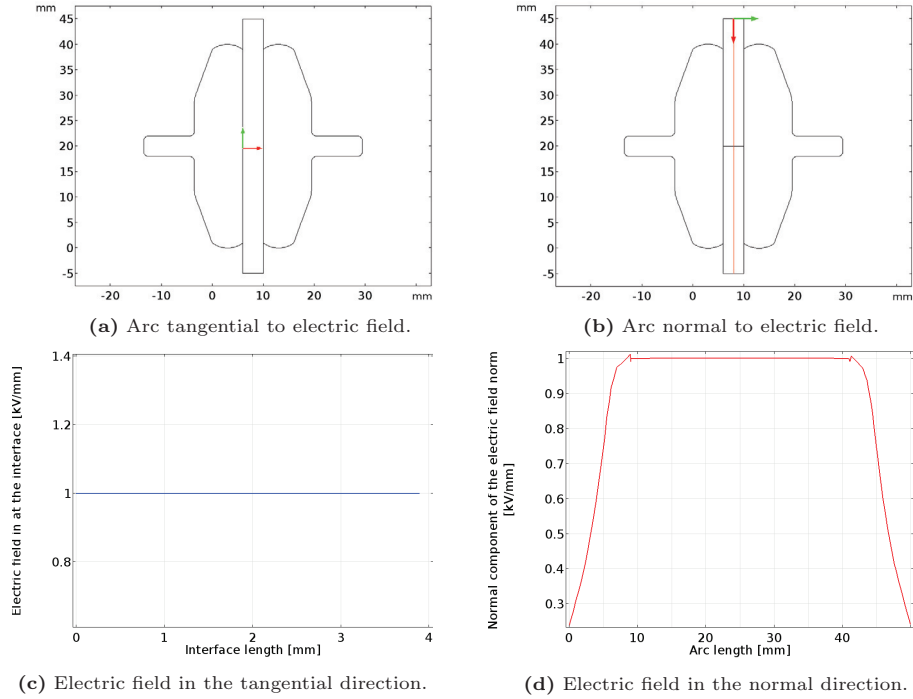 mm
45
40
35
30
25
20
15
10
5
0
-5
-20 -10 0 10 20 30 mm
(a) Arc tangential to electric field.
mm
45
40
35
30
25
20
15
10
5
0
-5
-20 -10 0 10 20 30 mm
(b) Arc normal to electric field.
Electric field in at the interface [kV/mm]
1.4
1.2
1
0.8
0 1 2 3 4
Interface length [mm]
(c) Electric field in the tangential direction.
Normal component of the electric field norm
[kV/mm]
1
0.9
0.8
0.7
0.6
0.5
0.4
0.3
0 20 40
Arc length [mm]
(d) Electric field in the normal direction.